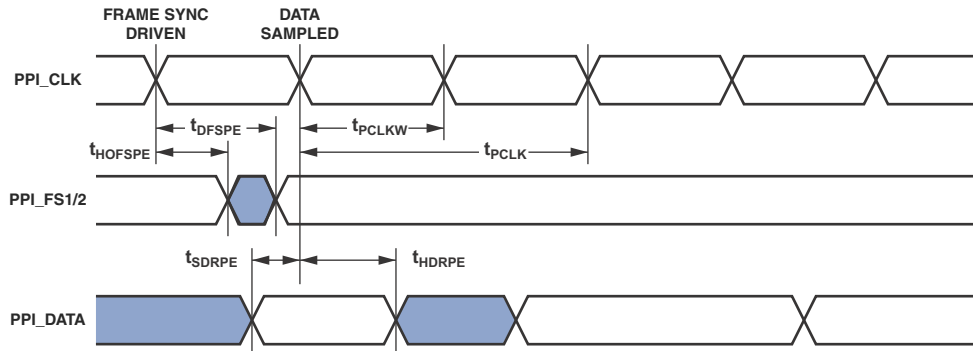 FRAME SYNC
DRIVEN
DATA
SAMPLED
PPI_CLK
tDFSPE
tPCLKW
tHOFSPE
tPCLK
PPI_FS1/2
tSDRPE
tHDRPE
PPI_DATA